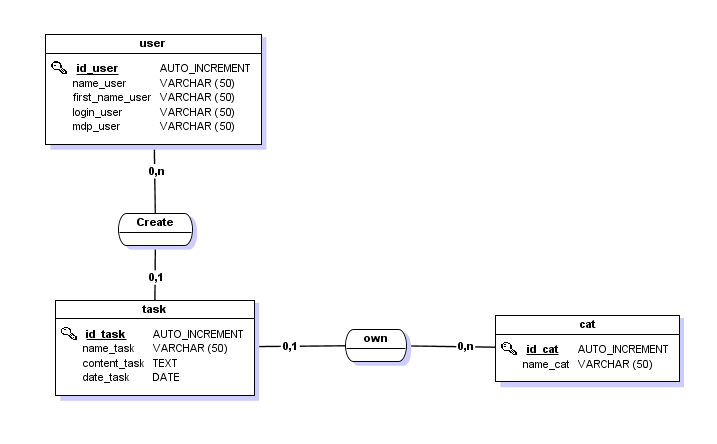 user
id_user AUTO_INCREMENT
name_user VARCHAR (50)
first_name_user VARCHAR (50)
login_user VARCHAR (50)
mdp_user VARCHAR (50)
0,n
Create
0,1
task
id_task AUTO_INCREMENT
name_task VARCHAR (50)
content_task TEXT
date_task DATE
0,1
own
0,n
cat
id_cat AUTO_INCREMENT
name_cat VARCHAR (50)